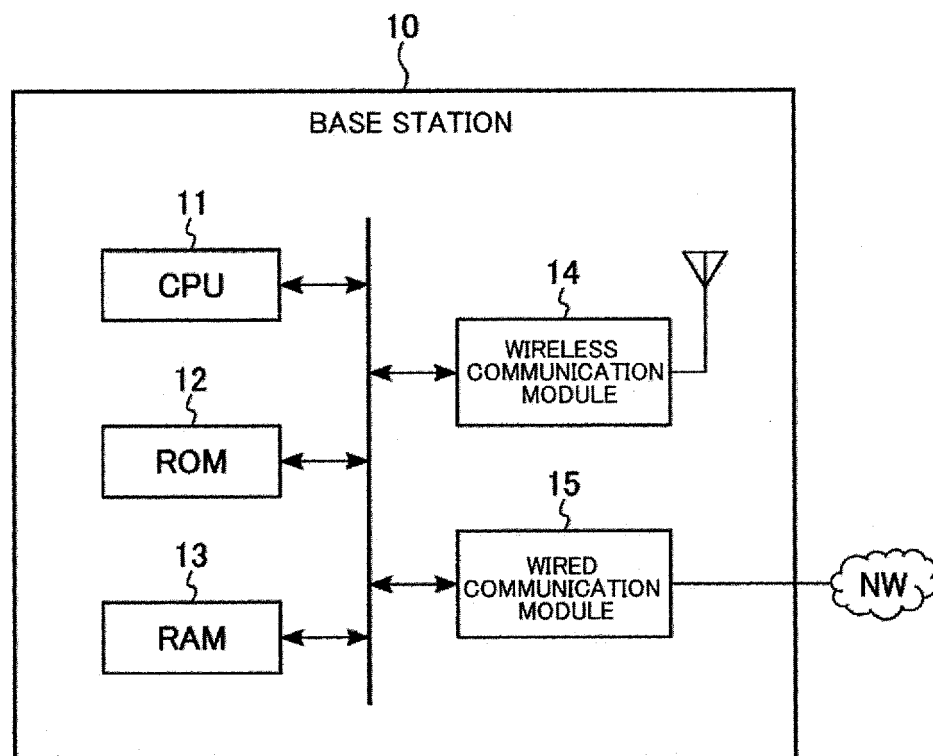 10
BASE STATION
11
CPU
12
ROM
13
RAM
14
WIRELESS
COMMUNICATION
MODULE
15
WIRED
COMMUNICATION
MODULE
NW